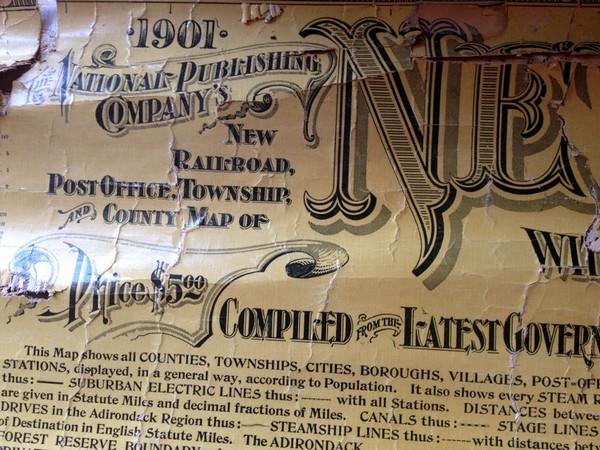 ·1901·
THE
NATIONAL-PUBLISHING
COMPANY'S
NEW
RAILROAD,
POST OFFICE, TOWNSHIP,
AND COUNTY MAP OF
NE
WIT
Price $5.00
COMPILED FROM THE LATEST GOVERN
This Map shows all COUNTIES, TOWNSHIPS, CITIES, BOROUGHS, VILLAGES, POST-OFF
STATIONS, displayed, in a general way, according to Population. It also shows every STEAM R
thus: —— SUBURBAN ELECTRIC LINES thus: ------ with all Stations. DISTANCES betwee
are given in Statute Miles and decimal fractions of Miles. CANALS thus: ----- STAGE LINES
DRIVES in the Adirondack Region thus: STEAMSHIP LINES thus: ------ with distances betw
of Destination in English Statute Miles. The ADIRONDACK
FOREST RESERVE BOUNDARY